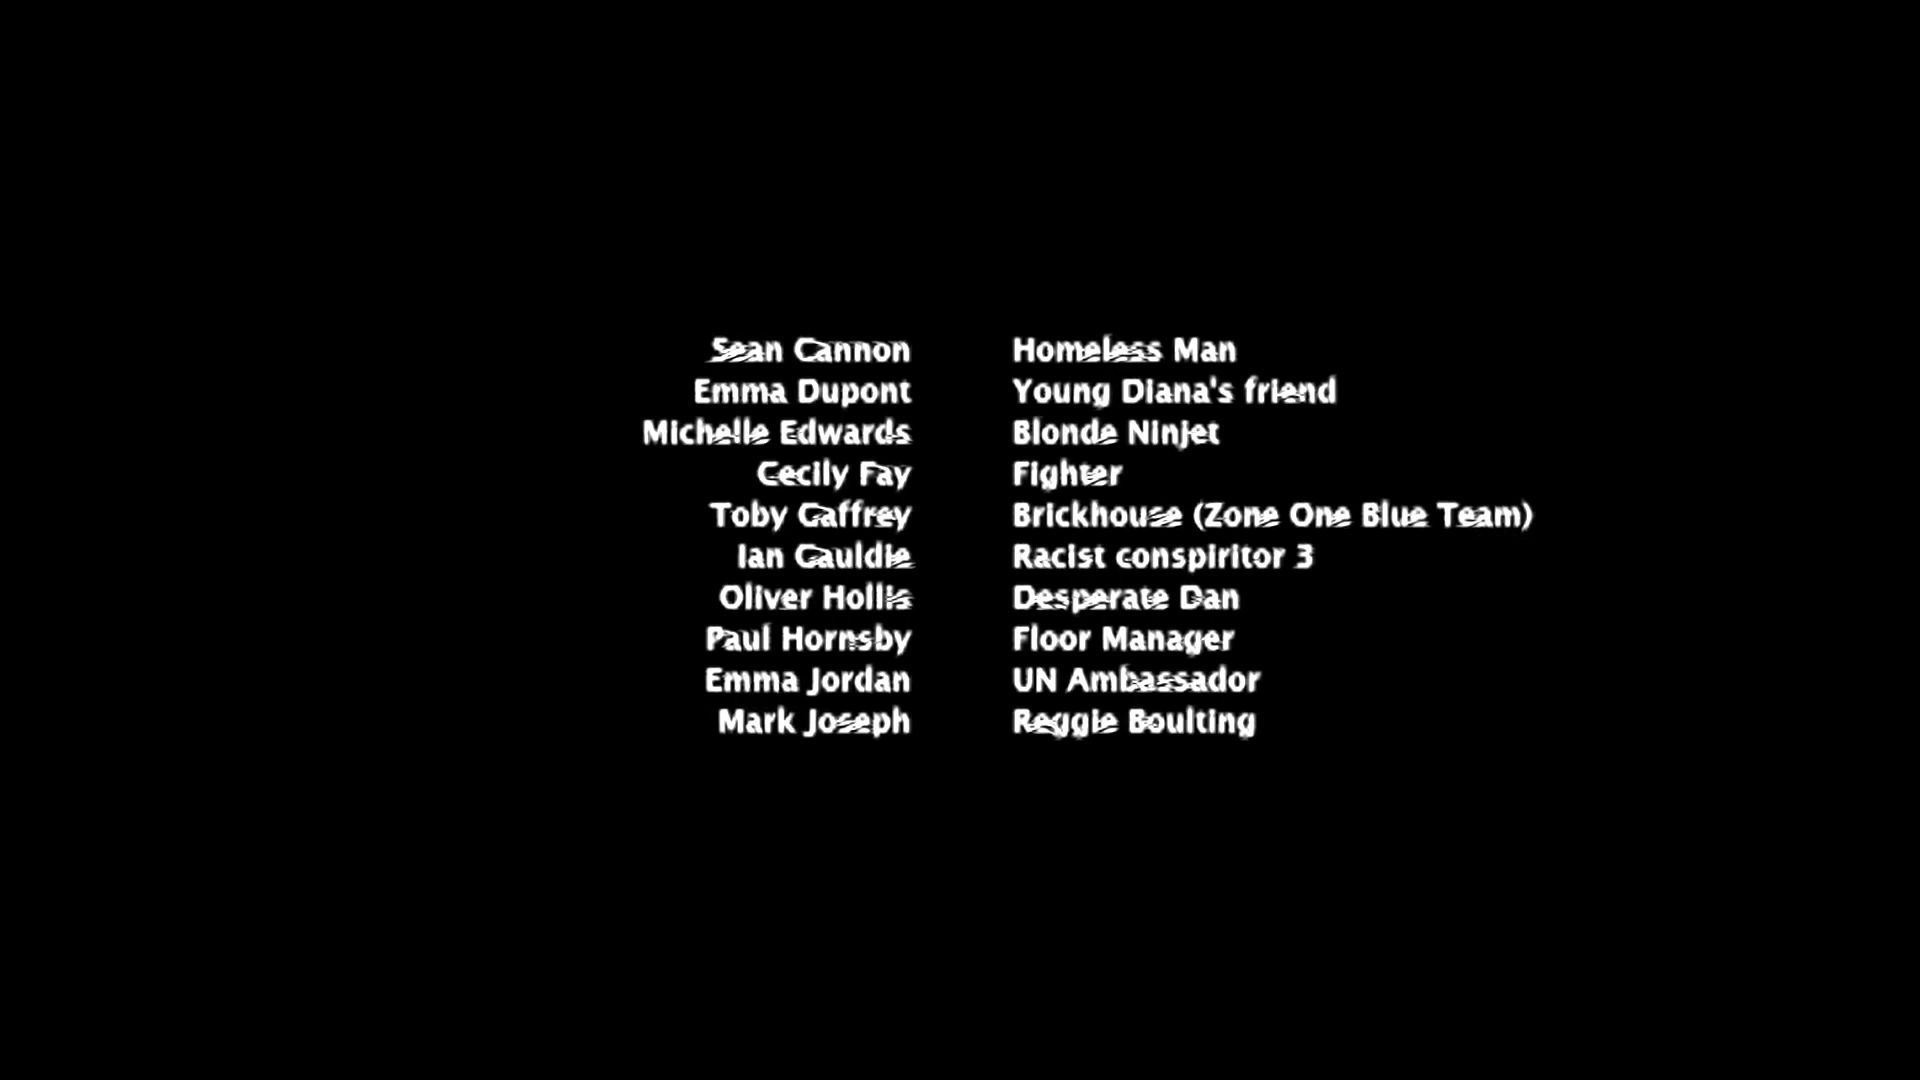 Sean Cannon Homeless Man
Emma Dupont Young Diana's friend
Michelle Edwards Blonde Ninjet
Cecily Fay Fighter
Toby Gaffrey Brickhouse (Zone One Blue Team)
Ian Cauldie Racist conspiritor 3
Oliver Hollis Desperate Dan
Paul Hornsby Floor Manager
Emma Jordan UN Ambassador
Mark Joseph Reggie Boulting